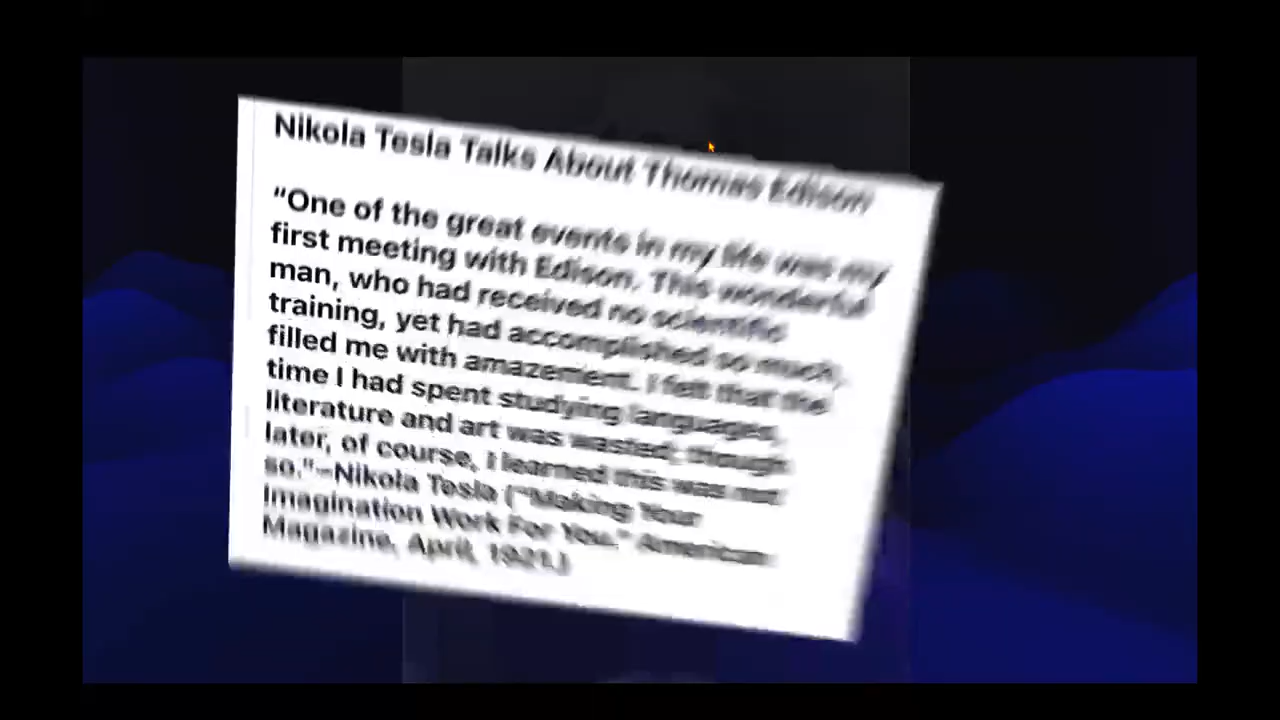 Nikola Tesla Talks About Thomas Edison
“One of the great events in my life was my
first meeting with Edison. This wonderful
man, who had received no scientific
training, yet had accomplished so much,
filled me with amazement. I felt that the
time I had spent studying languages,
literature and art was wasted; though
later, of course, I learned this was not
so.”–Nikola Tesla (“Making Your
Imagination Work For You.” American
Magazine, April, 1921.)